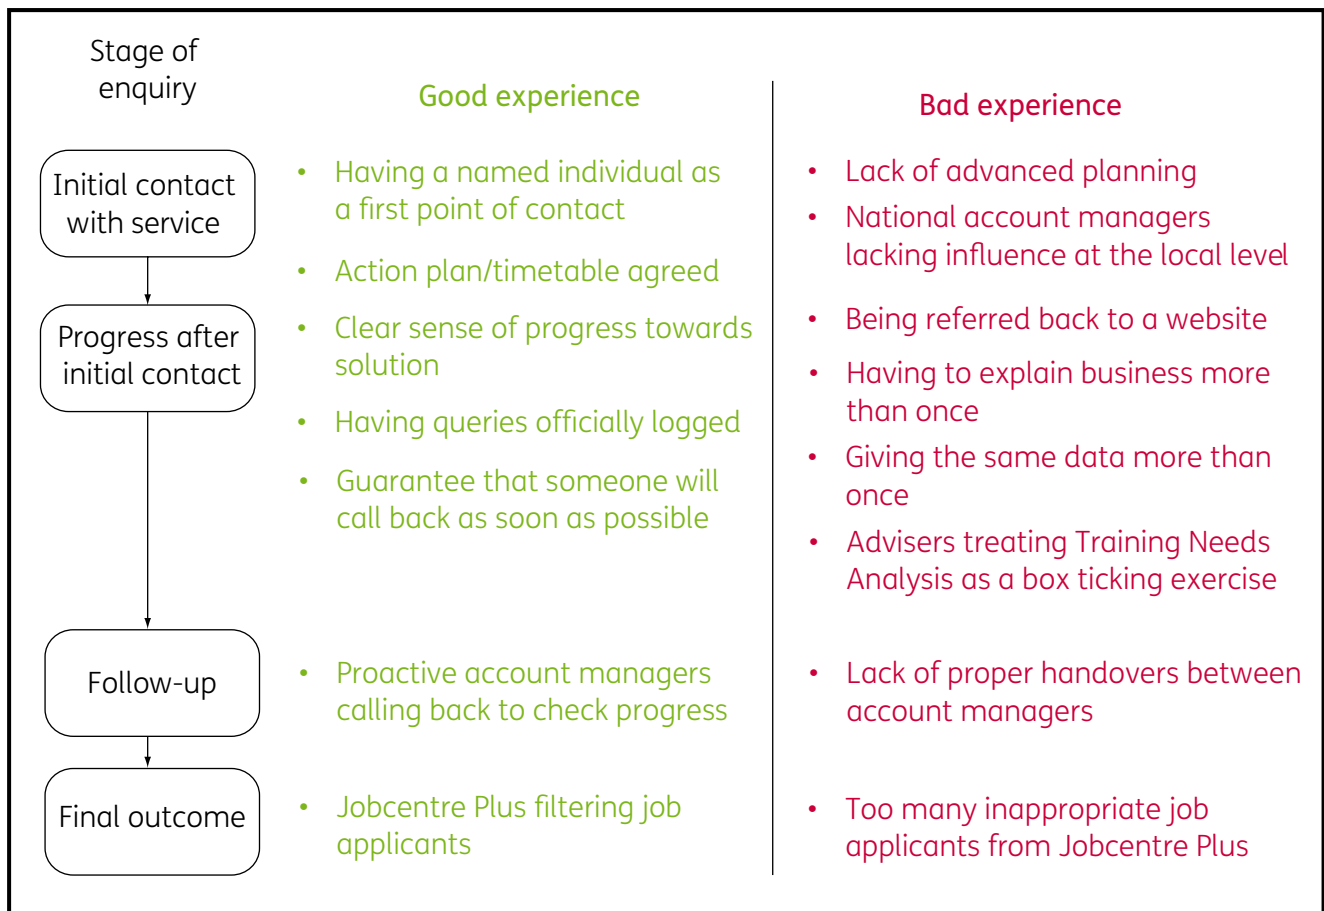 Stage of
enquiry
Good experience
Bad experience
Initial contact
with service
• Having a named individual as
a first point of contact
• Action plan/timetable agreed
• Lack of advanced planning
• National account managers
lacking influence at the local level
Progress after
initial contact
• Clear sense of progress towards
solution
• Having queries officially logged
• Guarantee that someone will
call back as soon as possible
• Being referred back to a website
• Having to explain business more
than once
• Giving the same data more than
once
• Advisers treating Training Needs
Analysis as a box ticking exercise
Follow-up
• Proactive account managers
calling back to check progress
• Lack of proper handovers between
account managers
Final outcome
• Jobcentre Plus filtering job
applicants
• Too many inappropriate job
applicants from Jobcentre Plus